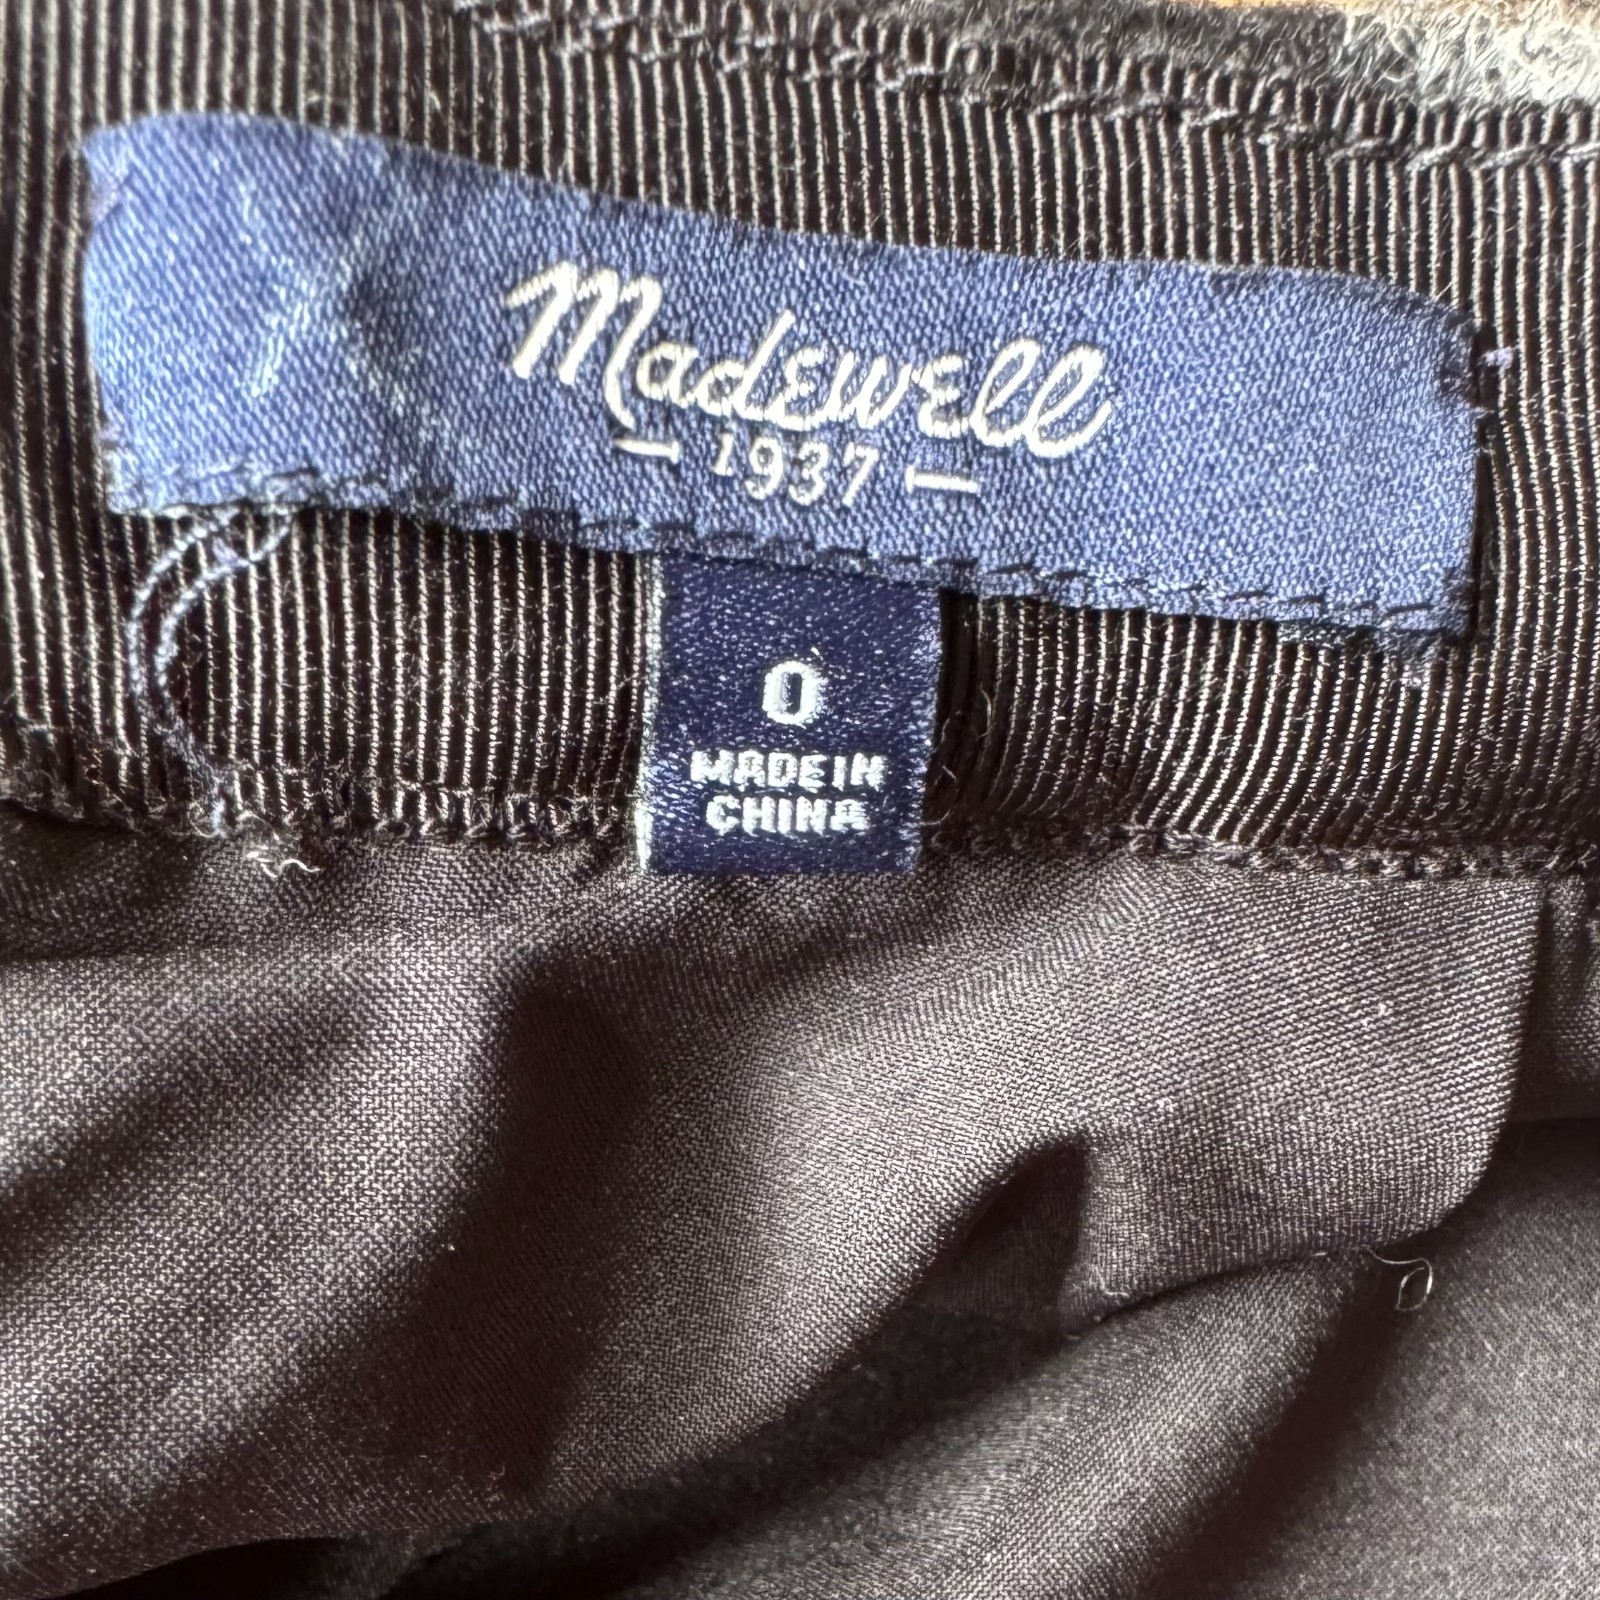 Madewell
— 1937 —
0
MADE IN
CHINA